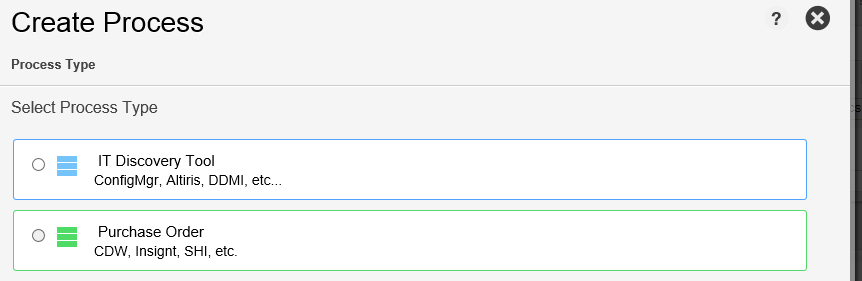 Create Process
?
Process Type
Select Process Type
IT Discovery Tool
ConfigMgr, Altiris, DDMI, etc...
Purchase Order
CDW, Insignt, SHI, etc.